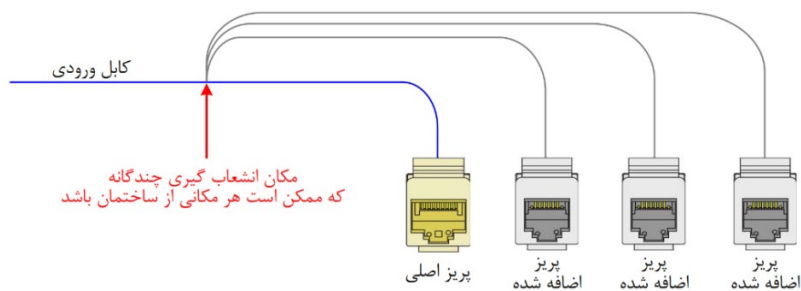 کابل ورودی
مکان انشعاب گیری چندگانه
که ممکن است هر مکانی از ساختمان باشد
پریز اصلی
پریز
اضافه شده
پریز
اضافه شده
پریز
اضافه شده